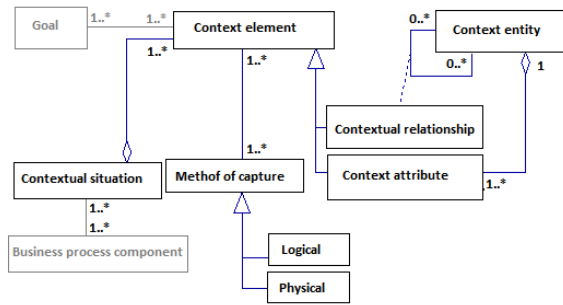 Goal
1..*
1..*
Context element
0..*
Context entity
1..*
1..*
0..*
1
Contextual relationship
1..*
Contextual situation
Methof of capture
Context attribute
1..*
1..*
1..*
Business process component
Logical
Physical